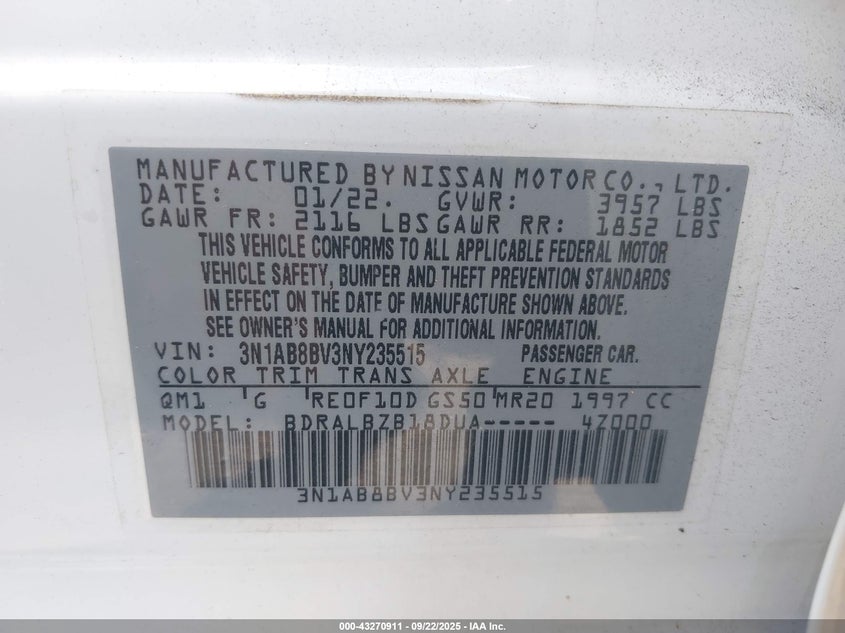 MANUFACTURED BY NISSAN MOTOR CO., LTD.
DATE: 01/22. GVWR: 3957 LBS
GAWR FR: 2116 LBS GAWR RR: 1852 LBS
THIS VEHICLE CONFORMS TO ALL APPLICABLE FEDERAL MOTOR
VEHICLE SAFETY, BUMPER AND THEFT PREVENTION STANDARDS
IN EFFECT ON THE DATE OF MANUFACTURE SHOWN ABOVE.
SEE OWNER'S MANUAL FOR ADDITIONAL INFORMATION.
VIN: 3N1AB8BV3NY235515 PASSENGER CAR.
COLOR TRIM TRANS AXLE ENGINE
QM1 'G 'RE0F10D GS50'MR20 1997 CC
MODEL: BDRALBZB18DUA----- 4Z000
3N1AB8BV3NY235515
000-43270911 - 09/22/2025 - IAA Inc.